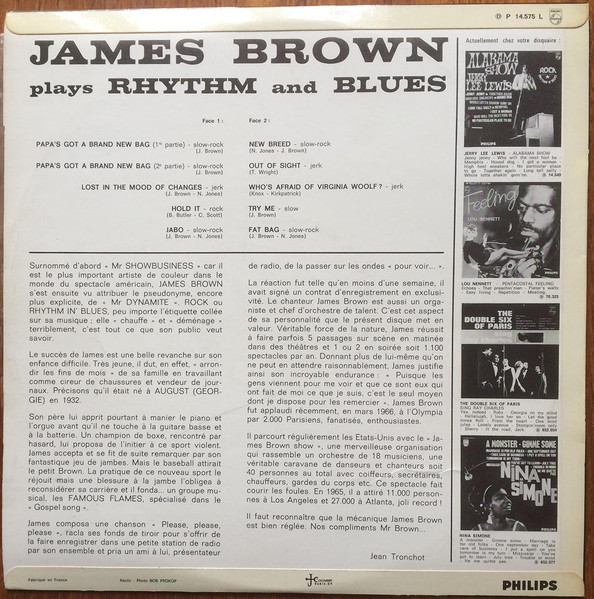 ℗ P 14.575 L
JAMES BROWN
plays RHYTHM and BLUES
Face 1 :
PAPA'S GOT A BRAND NEW BAG (1re partie) - slow-rock
(J. Brown)
PAPA'S GOT A BRAND NEW BAG (2e partie) - slow-rock
(J. Brown)
LOST IN THE MOOD OF CHANGES - jerk
(J. Brown - N. Jones)
HOLD IT - rock
(B. Butler - C. Scott)
JABO - slow-rock
(J. Brown - N. Jones)
Face 2 :
NEW BREED - slow-rock
(N. Jones - J. Brown)
OUT OF SIGHT - jerk
(T. Wright)
WHO'S AFRAID OF VIRGINIA WOOLF ? - jerk
(Knox - Kirkpatrick)
TRY ME - slow
(J. Brown)
FAT BAG - slow-rock
(J. Brown - N. Jones)
Surnommé d'abord « Mr SHOWBUSINESS » car il
est le plus important artiste de couleur dans le
monde du spectacle américain, JAMES BROWN
s'est ensuite vu attribuer le pseudonyme, encore
plus explicite, de « Mr DYNAMITE ». ROCK ou
RHYTHM IN' BLUES, peu importe l'étiquette collée
sur sa musique ; elle « chauffe » et « déménage »
terriblement, c'est tout ce que son public veut
savoir.
Le succès de James est une belle revanche sur son
enfance difficile. Très jeune, il dut, en effet, « arron-
dir les fins de mois » de sa famille en travaillant
comme cireur de chaussures et vendeur de jour-
naux. Précisons qu'il était né à AUGUST (GEOR-
GIE) en 1932.
Son père lui apprit pourtant à manier le piano et
l'orgue avant qu'il ne touche à la guitare basse et
à la batterie. Un champion de boxe, rencontré par
hasard, lui proposa de l'initier à ce sport violent.
James accepta et se fit de suite remarquer par son
fantastique jeu de jambes. Mais le baseball attirait
le petit Brown. La pratique de ce nouveau sport le
réjouit mais une blessure à la jambe l'obligea à
reconsidérer sa carrière et il fonda... un groupe mu-
sical, les FAMOUS FLAMES, spécialisé dans le
« Gospel song ».
James composa une chanson « Please, please,
please », racla ses fonds de tiroir pour s'offrir de
la faire enregistrer dans une petite station de radio
par son ensemble et pria un ami à lui, présentateur
de radio, de la passer sur les ondes « pour voir... ».
La réaction fut telle qu'en moins d'une semaine, il
avait signé un contrat d'enregistrement en exclusi-
vité. Le chanteur James Brown est aussi un orga-
niste et chef d'orchestre de talent. C'est cet aspect
de sa personnalité que le présent disque met en
valeur. Véritable force de la nature, James réussit
à faire parfois 5 passages sur scène en matinée
dans des théâtres et 1 ou 2 en soirée soit 1.100
spectacles par an. Donnant plus de lui-même qu'on
ne peut en attendre raisonnablement, James justifie
ainsi son incroyable endurance : « Puisque les
gens viennent pour me voir et que ce sont eux qui
ont fait de moi ce que je suis, c'est le seul moyen
dont je dispose pour les remercier ». James Brown
fut applaudi récemment, en mars 1966, à l'Olympia
par 2.000 Parisiens, fanatisés, enthousiastes.
Il parcourt régulièrement les Etats-Unis avec le « Ja-
mes Brown show », une merveilleuse organisation
qui rassemble un orchestre de 18 musiciens, une
véritable caravane de danseurs et chanteurs soit
40 personnes au total avec coiffeurs, secrétaires,
chauffeurs, gardes du corps etc. Ce spectacle fait
courir les foules. En 1965, il a attiré 11.000 person-
nes à Los Angeles et 27.000 à Atlanta, joli record !
Il faut reconnaître que la mécanique James Brown
est bien réglée. Nos compliments Mr Brown...
Jean Tronchot
Actuellement chez votre disquaire :
ALABAMA
SHOW
JERRY
LEE LEWIS
ROCK
PHILIPS
JERRY LEE LEWIS - ALABAMA SHOW
Feeling
LOU BENNETT
LOU NENNETT - PENTACOSTAL FEELING
THE
DOUBLE SIX
OF PARIS
sing ray charles
THE DOUBLE SIX OF PARIS
SING RAY CHARLES
A MONSTER - GIMME SOME
NINA
SIMONE
NINA SIMONE
Fabriqué en France
Recto - Photo BOB PROKOP
PHILIPS